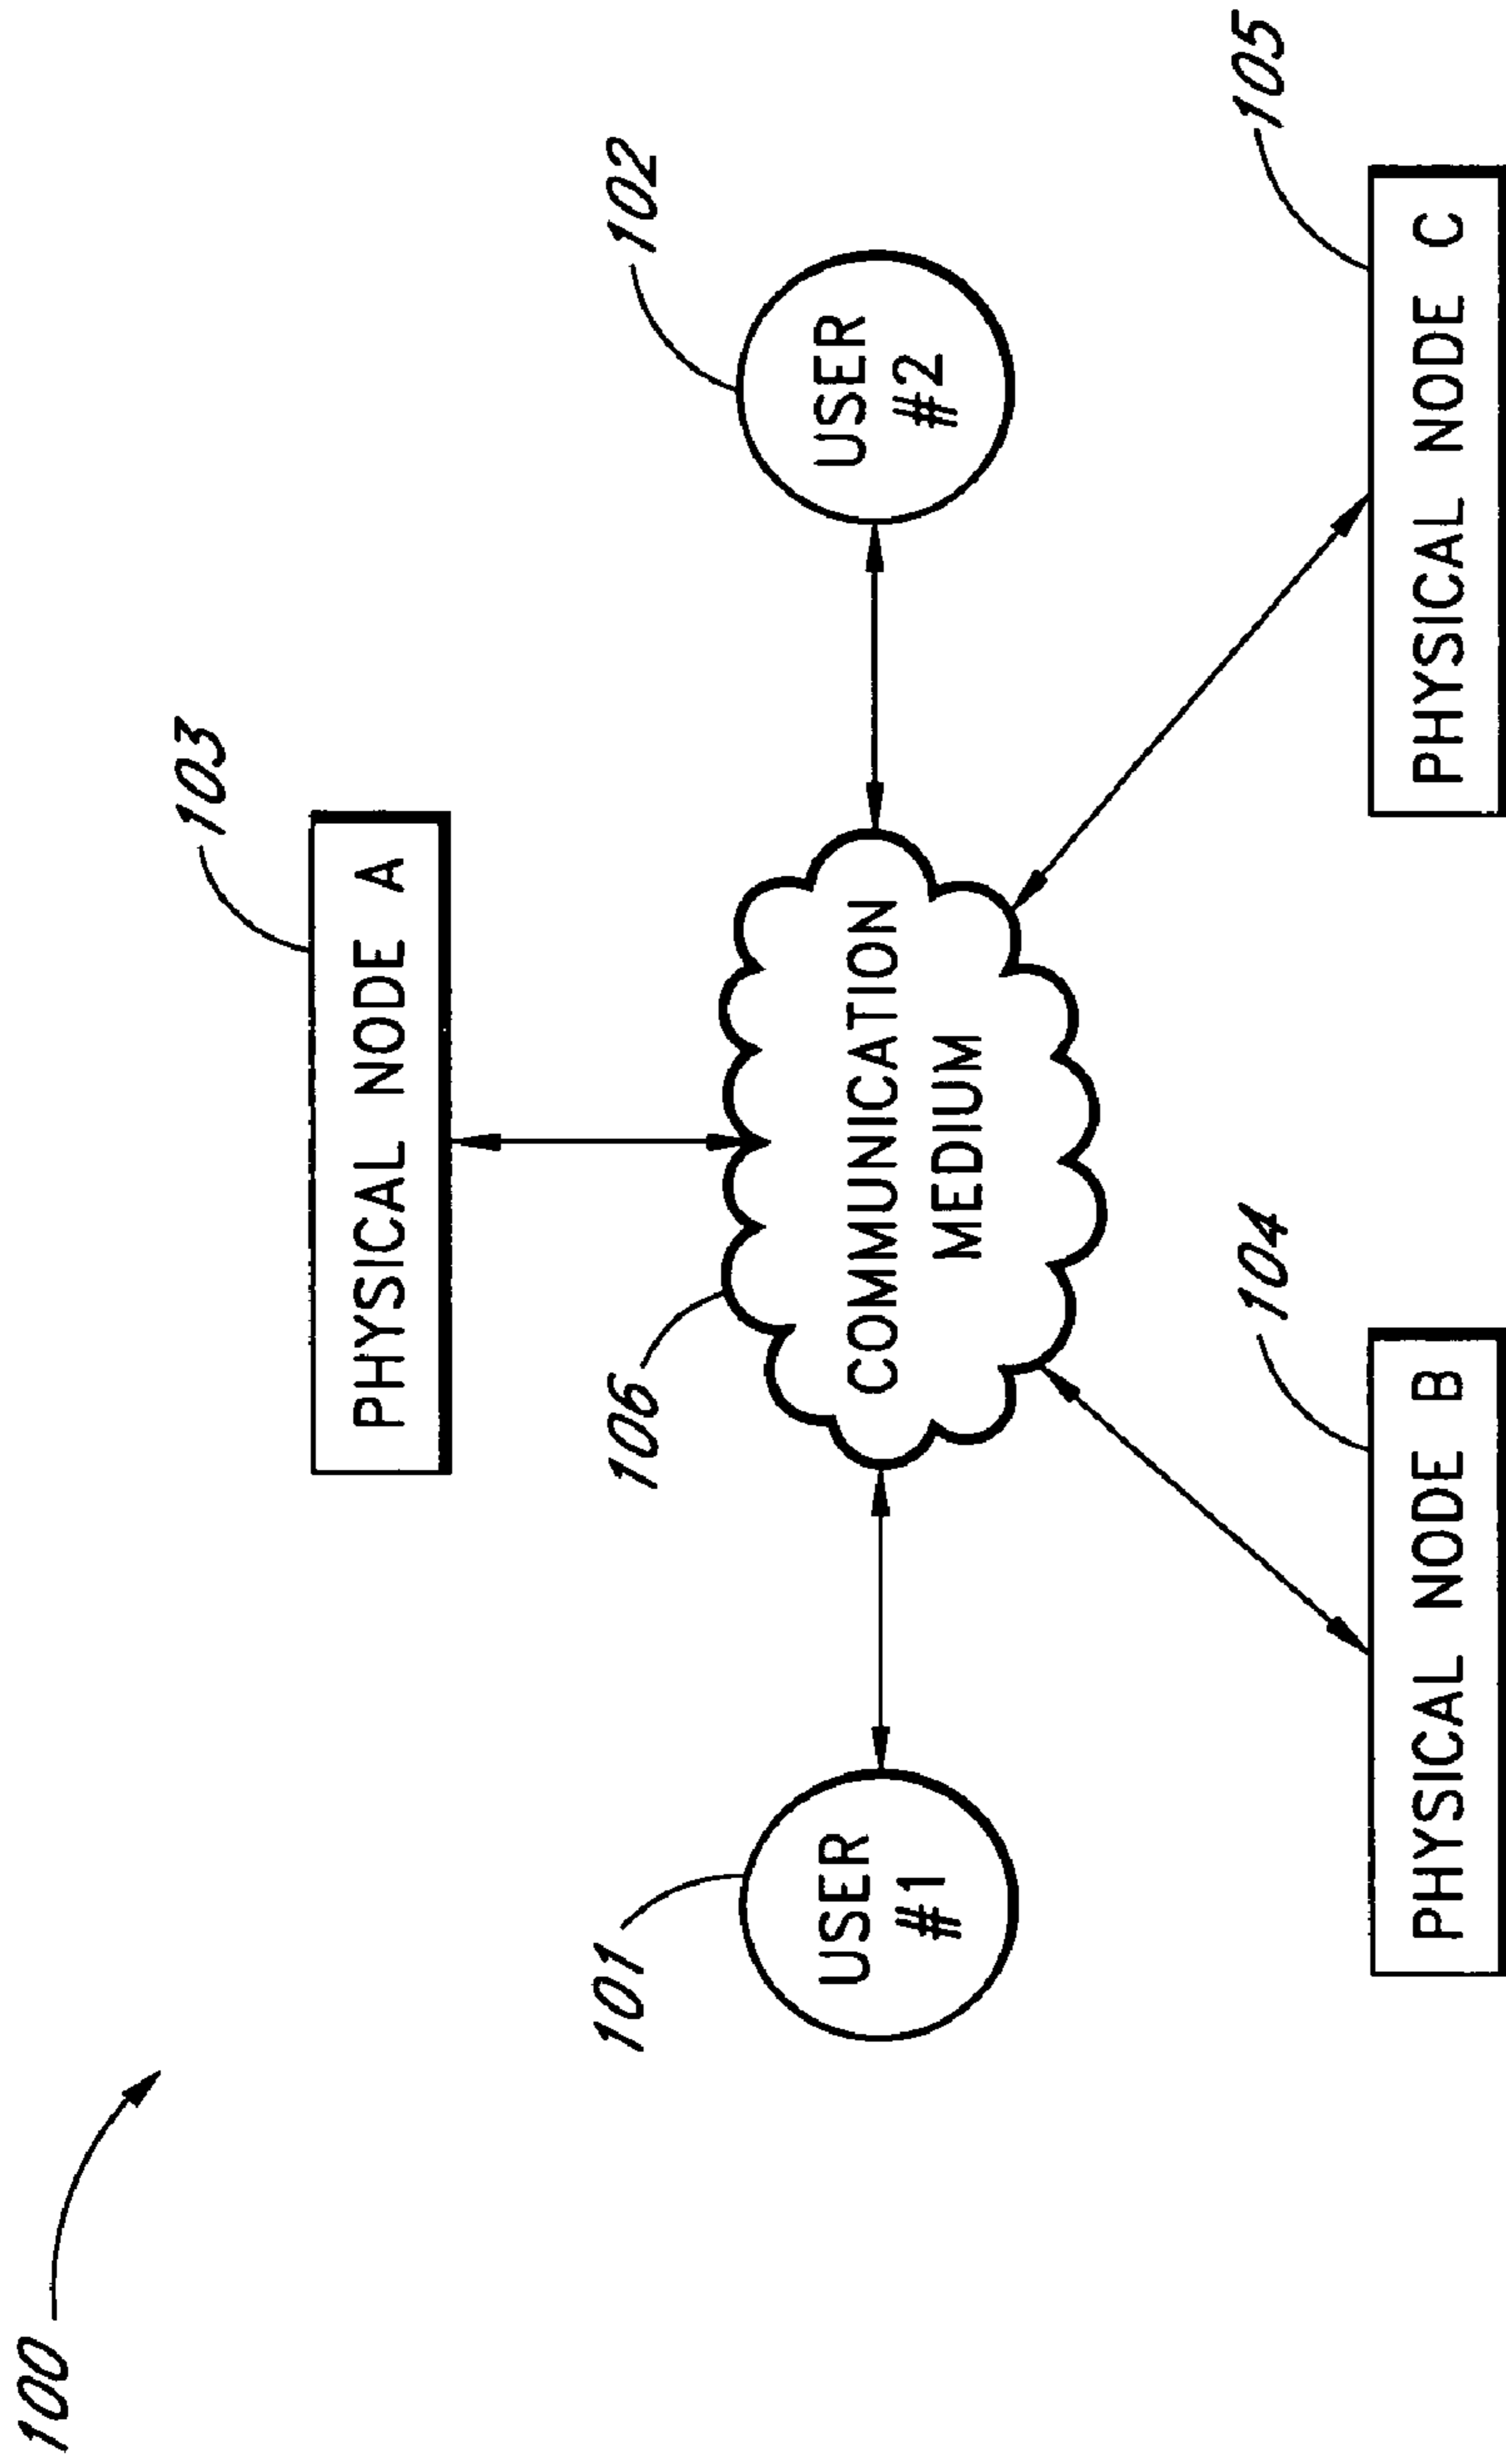 100
103
PHYSICAL NODE A
101
106
102
USER
#1
COMMUNICATION
MEDIUM
USER
#2
104
105
PHYSICAL NODE B
PHYSICAL NODE C